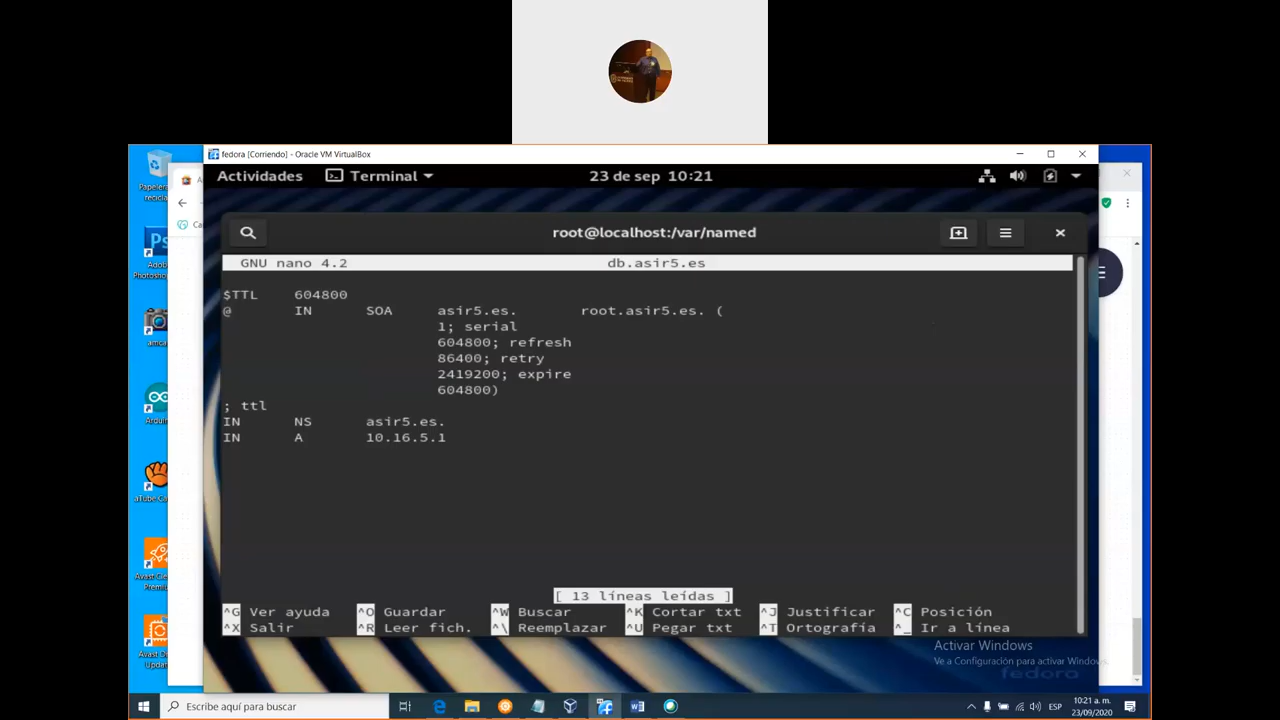 fedora [Corriendo] - Oracle VM VirtualBox
Actividades Terminal 23 de sep 10:21
root@localhost:/var/named
GNU nano 4.2 db.asir5.es
$TTL 604800
@ IN SOA asir5.es. root.asir5.es. (
1; serial
604800; refresh
86400; retry
2419200; expire
604800)
; ttl
IN NS asir5.es.
IN A 10.16.5.1
[ 13 líneas leídas ]
^G Ver ayuda ^O Guardar ^W Buscar ^K Cortar txt ^J Justificar ^C Posición
^X Salir ^R Leer fich. ^\ Reemplazar ^U Pegar txt ^T Ortografía ^_ Ir a línea
Activar Windows
Ve a Configuración para activar Windows.
fedora
Papelera
Escribe aquí para buscar
ESP
10:21 a. m.
23/09/2020